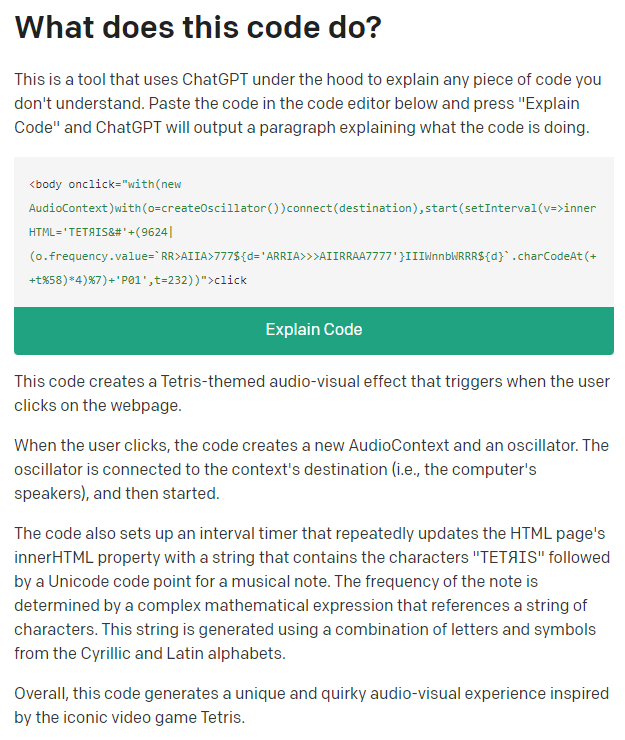 What does this code do?
This is a tool that uses ChatGPT under the hood to explain any piece of code you
don't understand. Paste the code in the code editor below and press "Explain
Code" and ChatGPT will output a paragraph explaining what the code is doing.
<body onclick="with(new
AudioContext)with(o=createOscillator())connect(destination),start(setInterval(v=>inner
HTML='TETЯIS&#'+(9624|
(o.frequency.value=`RR>AIIA>777${d='ARRIA>>>AIIRRAA7777'}IIIWnnbWRRR${d}`.charCodeAt(+
+t%58)*4)%7)+'P01',t=232))">click
Explain Code
This code creates a Tetris-themed audio-visual effect that triggers when the user
clicks on the webpage.
When the user clicks, the code creates a new AudioContext and an oscillator. The
oscillator is connected to the context's destination (i.e., the computer's
speakers), and then started.
The code also sets up an interval timer that repeatedly updates the HTML page's
innerHTML property with a string that contains the characters "TETЯIS" followed
by a Unicode code point for a musical note. The frequency of the note is
determined by a complex mathematical expression that references a string of
characters. This string is generated using a combination of letters and symbols
from the Cyrillic and Latin alphabets.
Overall, this code generates a unique and quirky audio-visual experience inspired
by the iconic video game Tetris.